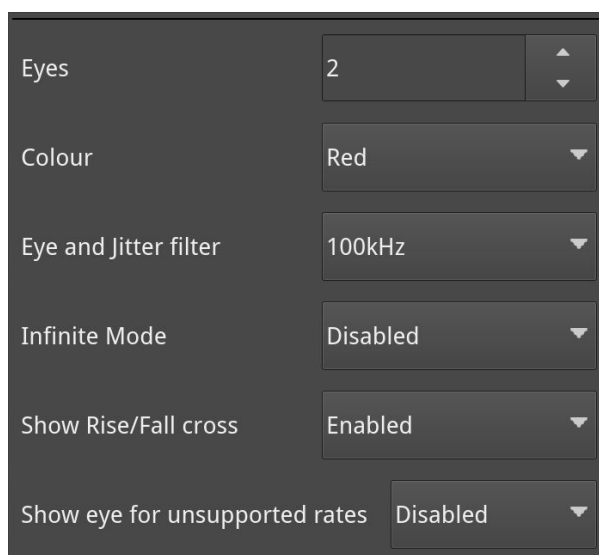 Eyes 2
Colour Red
Eye and Jitter filter 100kHz
Infinite Mode Disabled
Show Rise/Fall cross Enabled
Show eye for unsupported rates Disabled